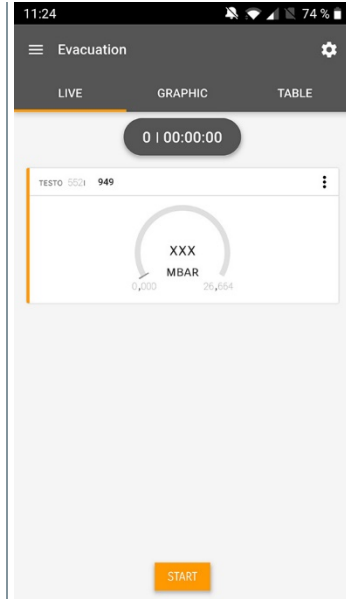 11:24 74 %
Evacuation
LIVE GRAPHIC TABLE
0 | 00:00:00
TESTO 552i 949
XXX
MBAR
0,000 26,664
START